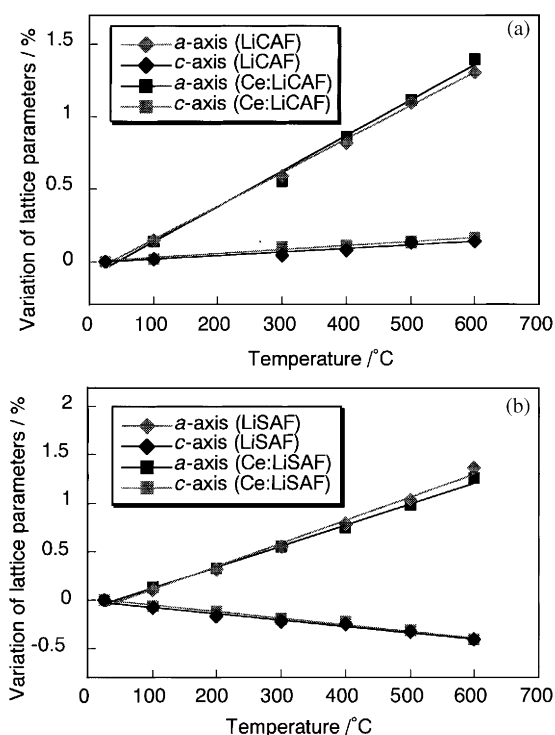 (a)
Variation of lattice parameters / %
1.5
1
0.5
0
a-axis (LiCAF)
c-axis (LiCAF)
a-axis (Ce:LiCAF)
c-axis (Ce:LiCAF)
0 100 200 300 400 500 600 700
Temperature /°C
(b)
Variation of lattice parameters / %
2
1.5
1
0.5
0
-0.5
a-axis (LiSAF)
c-axis (LiSAF)
a-axis (Ce:LiSAF)
c-axis (Ce:LiSAF)
0 100 200 300 400 500 600 700
Temperature /°C